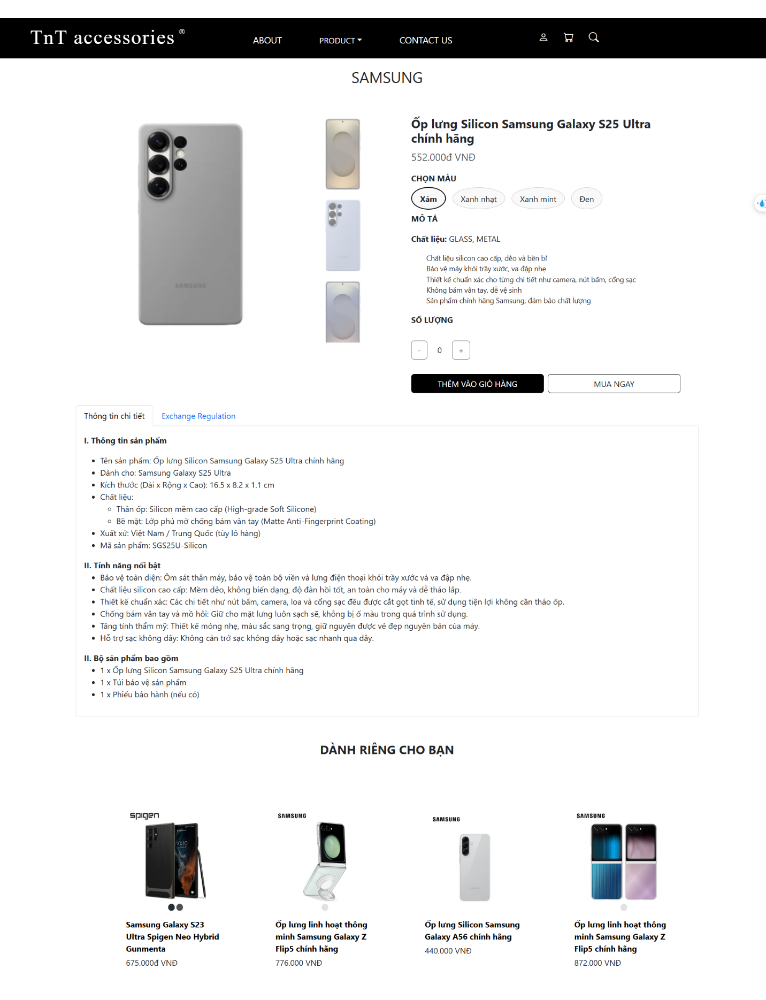 TnT accessories ®
ABOUT
PRODUCT
CONTACT US
SAMSUNG
Ốp lưng Silicon Samsung Galaxy S25 Ultra
chính hãng
552.000đ VNĐ
CHỌN MÀU
Xám
Xanh nhạt
Xanh mint
Đen
MÔ TẢ
Chất liệu: GLASS, METAL
Chất liệu silicon cao cấp, dẻo và bền bỉ
Bảo vệ máy khỏi trầy xước, va đập nhẹ
Thiết kế chuẩn xác cho từng chi tiết như camera, nút bấm, cổng sạc
Không bám vân tay, dễ vệ sinh
Sản phẩm chính hãng Samsung, đảm bảo chất lượng
SỐ LƯỢNG
- 0 +
THÊM VÀO GIỎ HÀNG
MUA NGAY
SAMSUNG
Thông tin chi tiết
Exchange Regulation
I. Thông tin sản phẩm
• Tên sản phẩm: Ốp lưng Silicon Samsung Galaxy S25 Ultra chính hãng
• Dành cho: Samsung Galaxy S25 Ultra
• Kích thước (Dài x Rộng x Cao): 16.5 x 8.2 x 1.1 cm
• Chất liệu:
◦ Thân ốp: Silicon mềm cao cấp (High-grade Soft Silicone)
◦ Bề mặt: Lớp phủ mờ chống bám vân tay (Matte Anti-Fingerprint Coating)
• Xuất xứ: Việt Nam / Trung Quốc (tùy lô hàng)
• Mã sản phẩm: SGS25U-Silicon
II. Tính năng nổi bật
• Bảo vệ toàn diện: Ôm sát thân máy, bảo vệ toàn bộ viền và lưng điện thoại khỏi trầy xước và va đập nhẹ.
• Chất liệu silicon cao cấp: Mềm dẻo, không biến dạng, độ đàn hồi tốt, an toàn cho máy và dễ tháo lắp.
• Thiết kế chuẩn xác: Các chi tiết như nút bấm, camera, loa và cổng sạc đều được cắt gọt tinh tế, sử dụng tiện lợi không cần tháo ốp.
• Chống bám vân tay và mồ hôi: Giữ cho mặt lưng luôn sạch sẽ, không bị ố màu trong quá trình sử dụng.
• Tăng tính thẩm mỹ: Thiết kế mỏng nhẹ, màu sắc sang trọng, giữ nguyên được vẻ đẹp nguyên bản của máy.
• Hỗ trợ sạc không dây: Không cản trở sạc không dây hoặc sạc nhanh qua dây.
II. Bộ sản phẩm bao gồm
• 1 x Ốp lưng Silicon Samsung Galaxy S25 Ultra chính hãng
• 1 x Túi bảo vệ sản phẩm
• 1 x Phiếu bảo hành (nếu có)
DÀNH RIÊNG CHO BẠN
spigen
10:10
Samsung Galaxy S23
Ultra Spigen Neo Hybrid
Gunmenta
675.000đ VNĐ
SAMSUNG
Ốp lưng linh hoạt thông
minh Samsung Galaxy Z
Flip5 chính hãng
776.000 VNĐ
SAMSUNG
Ốp lưng Silicon Samsung
Galaxy A56 chính hãng
440.000 VNĐ
SAMSUNG
Ốp lưng linh hoạt thông
minh Samsung Galaxy Z
Flip5 chính hãng
872.000 VNĐ